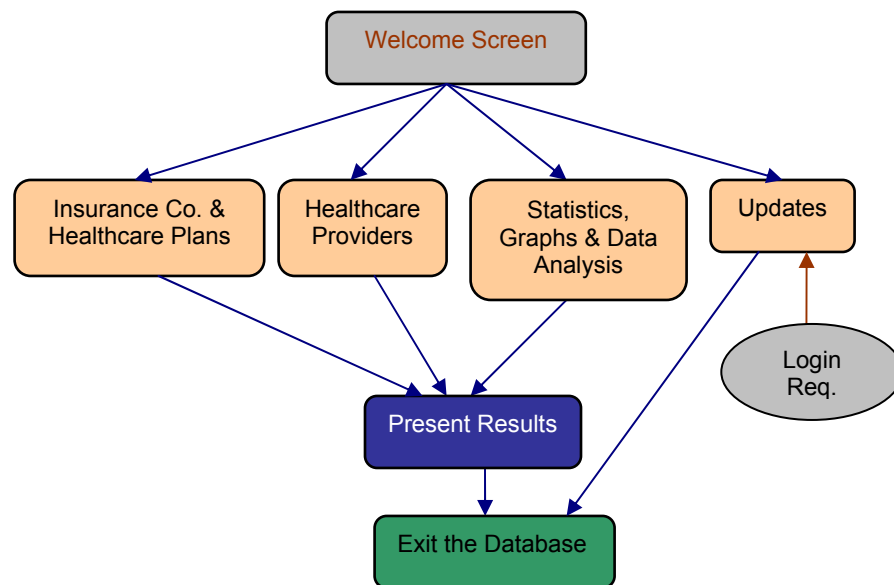 Welcome Screen
Insurance Co. &
Healthcare Plans
Healthcare
Providers
Statistics,
Graphs & Data
Analysis
Updates
Login
Req.
Present Results
Exit the Database